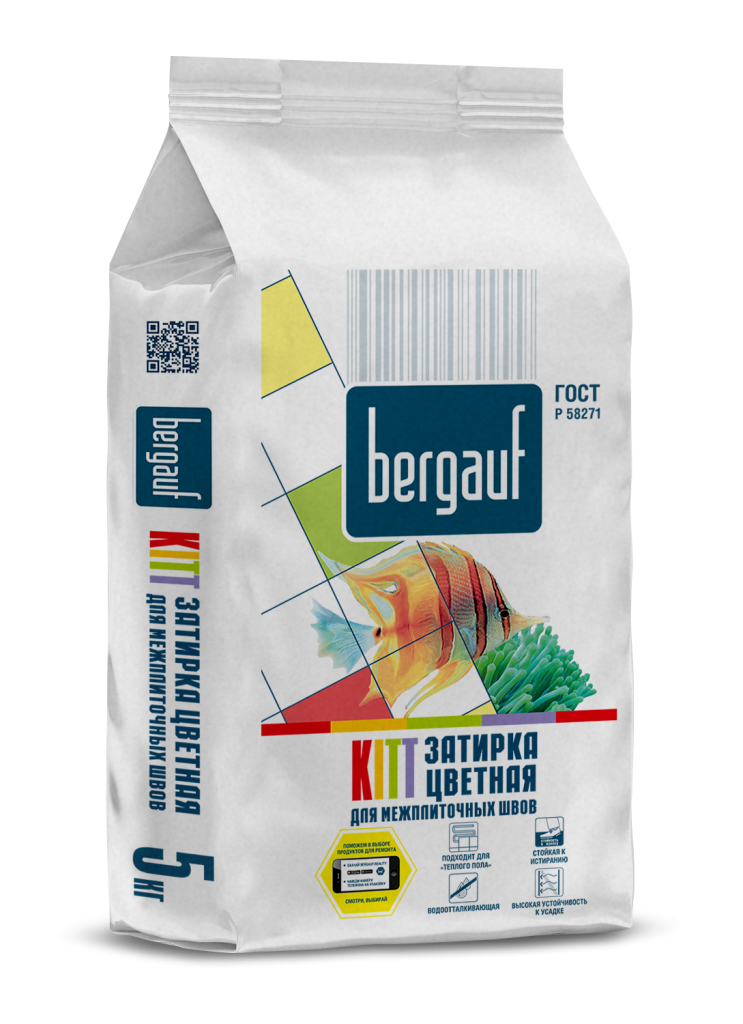 ГОСТ
Р 58271
bergauf
KITT ЗАТИРКА
ЦВЕТНАЯ
ДЛЯ МЕЖПЛИТОЧНЫХ ШВОВ
ПОМОЖЕМ В ВЫБОРЕ
ПРОДУКТОВ ДЛЯ РЕМОНТА
СМОТРИ, ВЫБИРАЙ
ПОДХОДИТ ДЛЯ
«ТЕПЛОГО ПОЛА»
СТОЙКАЯ К
ИСТИРАНИЮ
ВОДООТТАЛКИВАЮЩАЯ
ВЫСОКАЯ УСТОЙЧИВОСТЬ
К УСАДКЕ
bergauf
KITT ЗАТИРКА ЦВЕТНАЯ
ДЛЯ МЕЖПЛИТОЧНЫХ ШВОВ
5 КГ